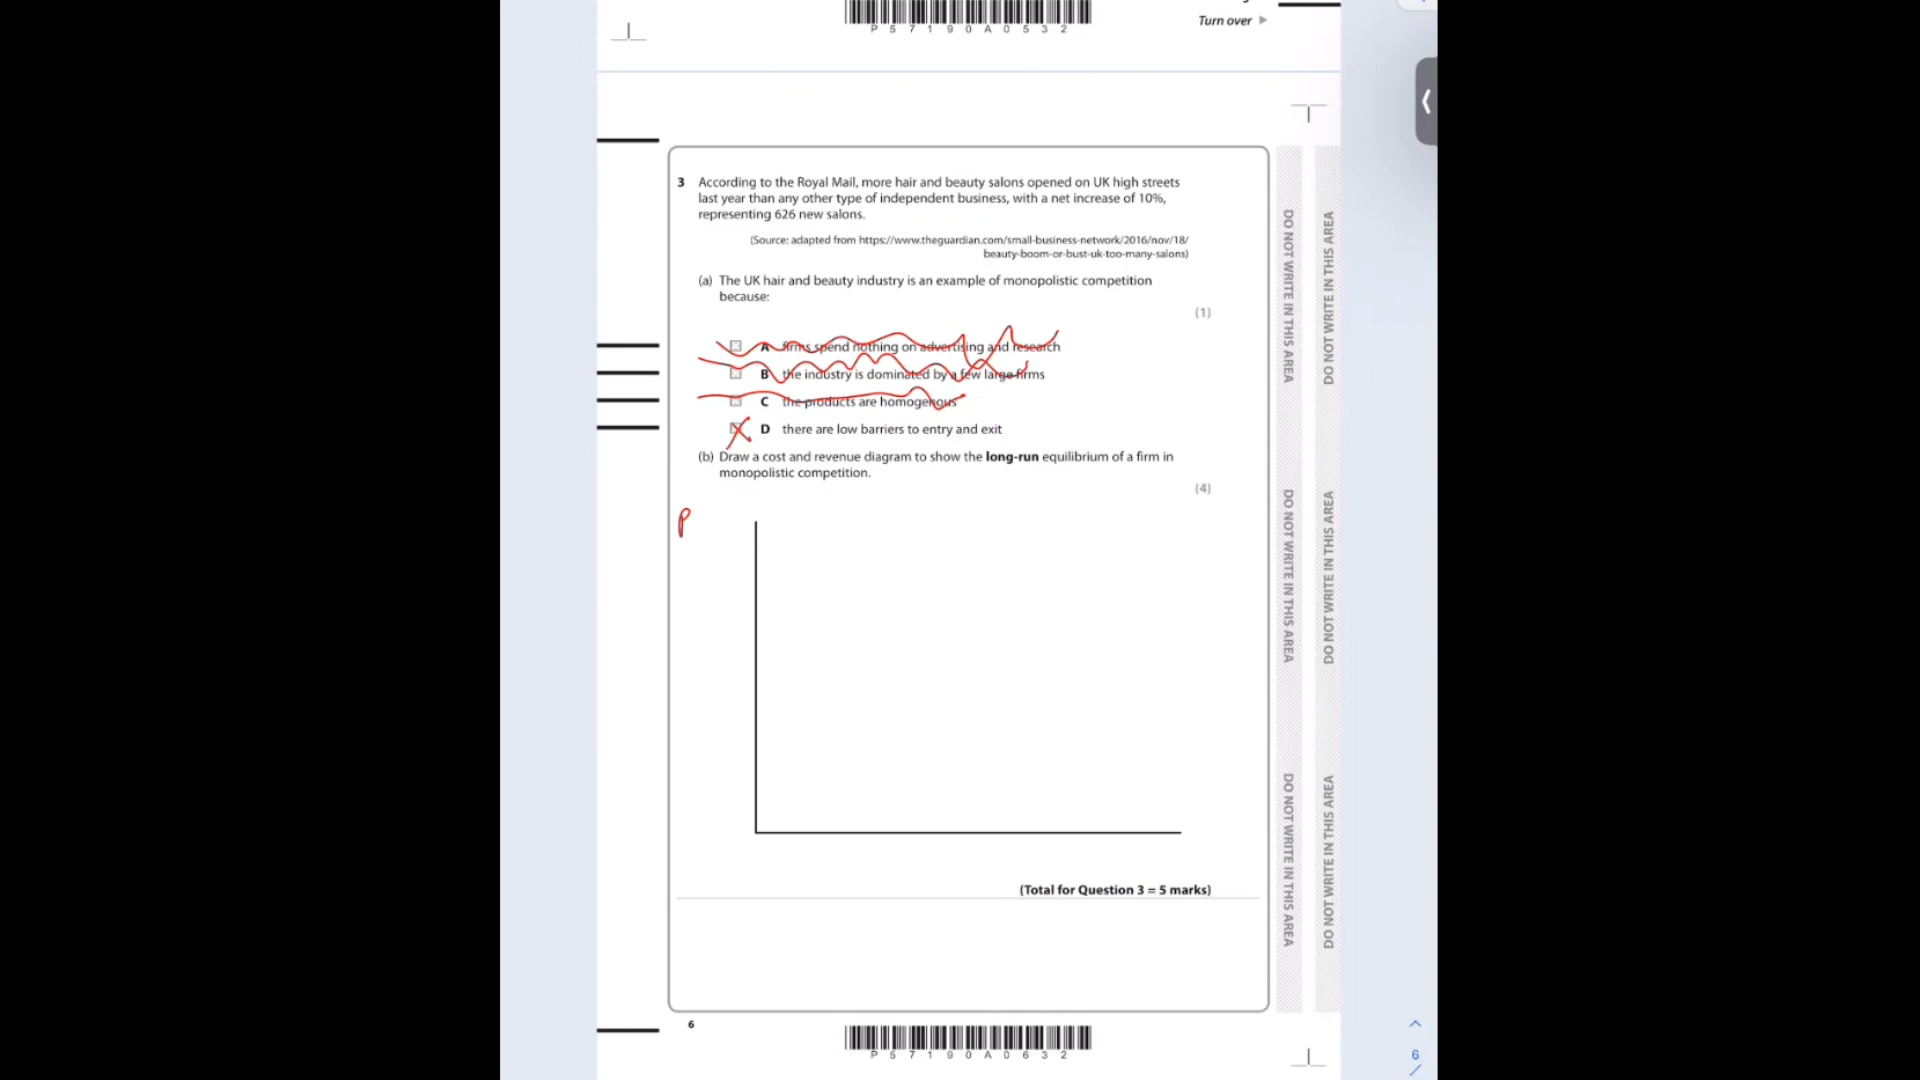 Turn over
P 5 7 1 9 0 A 0 5 3 2
3 According to the Royal Mail, more hair and beauty salons opened on UK high streets
last year than any other type of independent business, with a net increase of 10%,
representing 626 new salons.
(Source: adapted from https://www.theguardian.com/small-business-network/2016/nov/18/
beauty-boom-or-bust-uk-too-many-salons)
(a) The UK hair and beauty industry is an example of monopolistic competition
because:
(1)
A firms spend nothing on advertising and research
B the industry is dominated by a few large firms
C the products are homogenous
D there are low barriers to entry and exit
(b) Draw a cost and revenue diagram to show the long-run equilibrium of a firm in
monopolistic competition.
(4)
P
(Total for Question 3 = 5 marks)
6
P 5 7 1 9 0 A 0 6 3 2
DO NOT WRITE IN THIS AREA
DO NOT WRITE IN THIS AREA
DO NOT WRITE IN THIS AREA
DO NOT WRITE IN THIS AREA
DO NOT WRITE IN THIS AREA
DO NOT WRITE IN THIS AREA
6